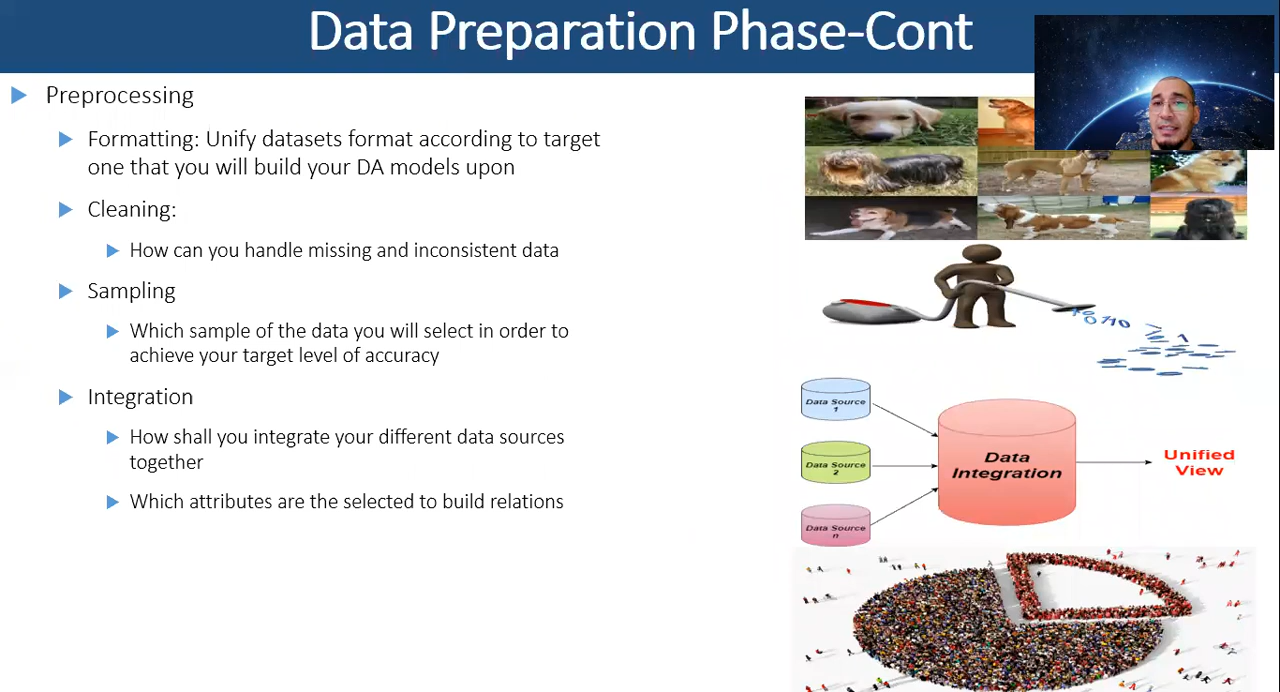 Data Preparation Phase-Cont
Preprocessing
Formatting: Unify datasets format according to target
one that you will build your DA models upon
Cleaning:
How can you handle missing and inconsistent data
Sampling
Which sample of the data you will select in order to
achieve your target level of accuracy
Integration
How shall you integrate your different data sources
together
Which attributes are the selected to build relations
Data Source
1
Data Source
2
Data Source
n
Data
Integration
Unified
View